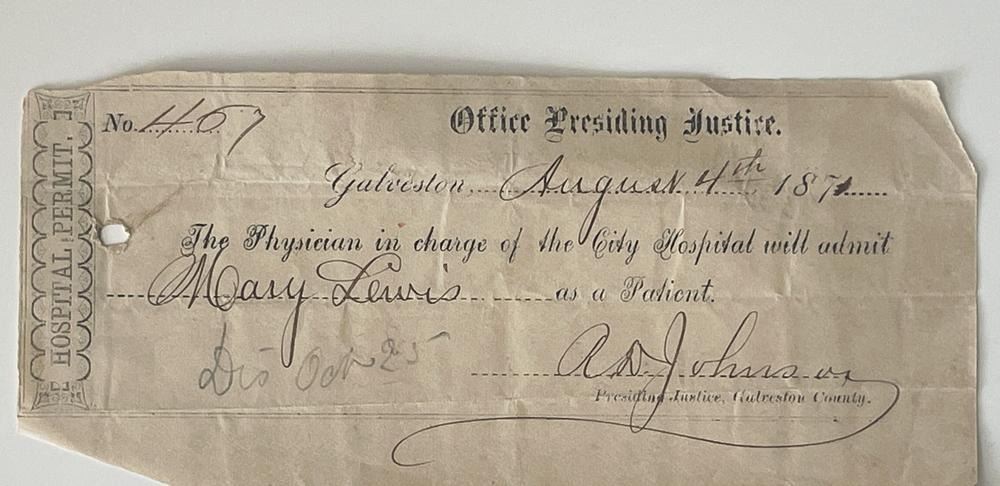 HOSPITAL PERMIT.
No. 467
Office Presiding Justice.
Galveston, August 4th 1871
The Physician in charge of the City Hospital will admit
Mary Lewis as a Patient.
Dis Oct 25
A D Johnson
Presiding Justice, Galveston County.